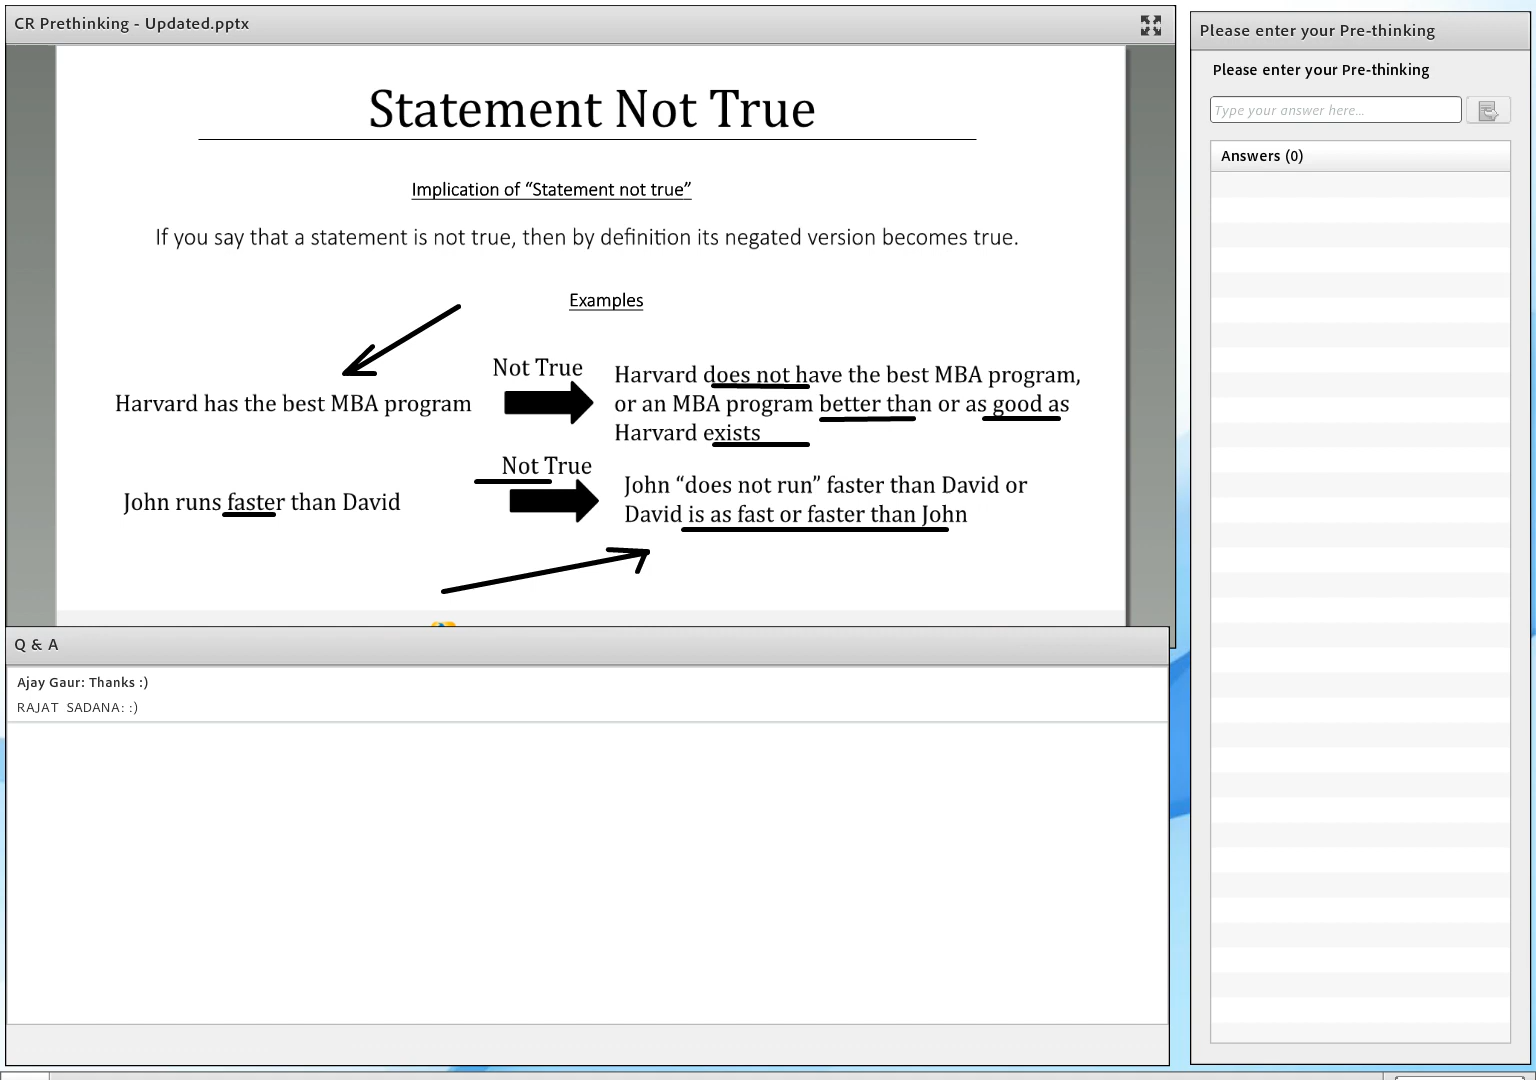 CR Prethinking - Updated.pptx
Statement Not True
Implication of “Statement not true”
If you say that a statement is not true, then by definition its negated version becomes true.
Examples
Harvard has the best MBA program
Not True
Harvard does not have the best MBA program,
or an MBA program better than or as good as
Harvard exists
John runs faster than David
Not True
John “does not run” faster than David or
David is as fast or faster than John
Q & A
Ajay Gaur: Thanks :)
RAJAT SADANA: :)
Please enter your Pre-thinking
Please enter your Pre-thinking
Type your answer here...
Answers (0)